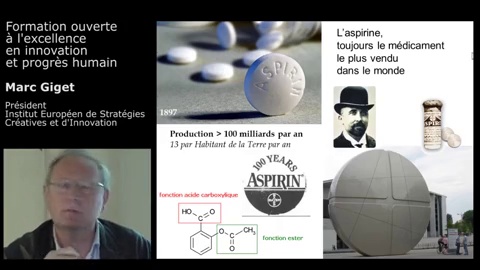 Formation ouverte
à l'excellence
en innovation
et progrès humain
Marc Giget
Président
Institut Européen de Stratégies
Créatives et d'Innovation
ASPIRIN
1897
Production > 100 milliards par an
13 par Habitant de la Terre par an
100 YEARS
ASPIRIN
BAYER
fonction acide carboxylique
HO
O
O
CH₃
O
fonction ester
L'aspirine,
toujours le médicament
le plus vendu
dans le monde
ASPIRIN